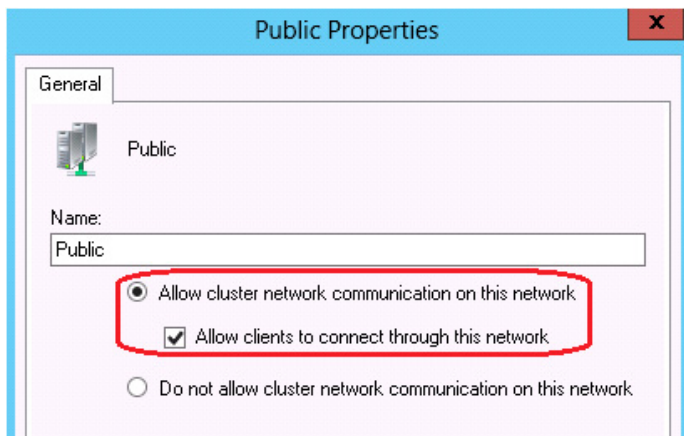 Public Properties
x
General
Public
Name:
Public
Allow cluster network communication on this network
Allow clients to connect through this network
Do not allow cluster network communication on this network